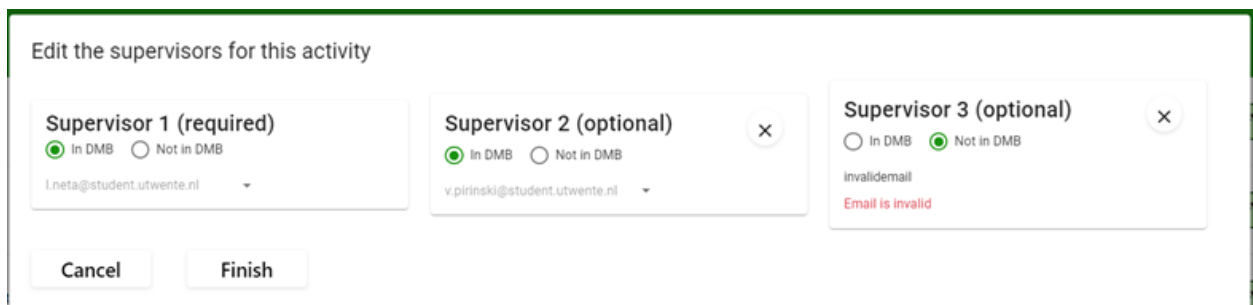 Edit the supervisors for this activity
Supervisor 1 (required)
In DMB Not in DMB
l.neta@student.utwente.nl
Supervisor 2 (optional)
In DMB Not in DMB
v.pirinski@student.utwente.nl
Supervisor 3 (optional)
In DMB Not in DMB
invalidemail
Email is invalid
Cancel Finish